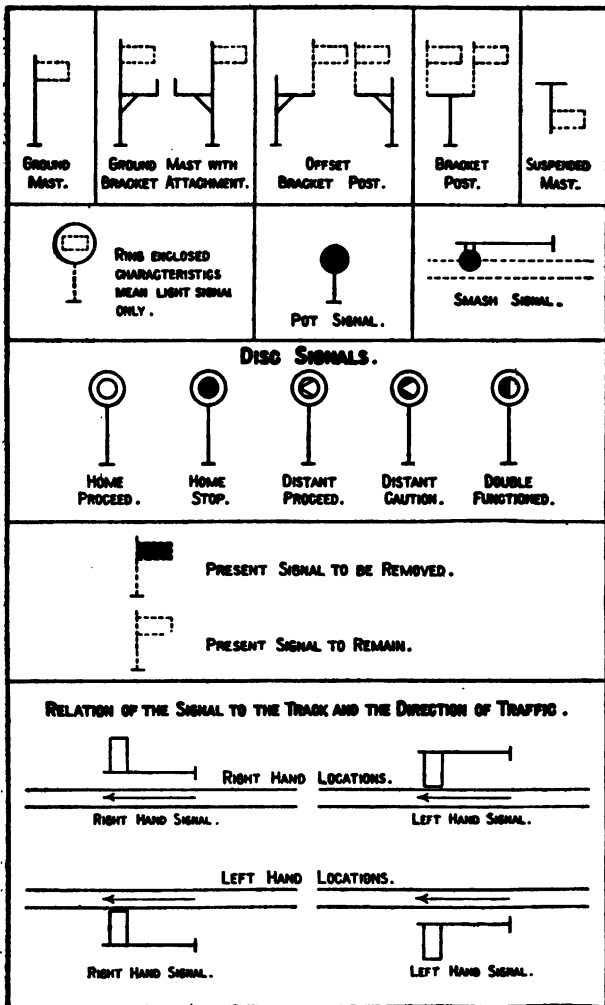 GROUND
MAST.
GROUND MAST WITH
BRACKET ATTACHMENT.
OFFSET
BRACKET POST.
BRACKET
POST.
SUSPENDED
MAST.
RING ENCLOSED
CHARACTERISTICS
MEAN LIGHT SIGNAL
ONLY.
POT SIGNAL.
SMASH SIGNAL.
DISC SIGNALS.
HOME
PROCEED.
HOME
STOP.
DISTANT
PROCEED.
DISTANT
CAUTION.
DOUBLE
FUNCTIONED.
PRESENT SIGNAL TO BE REMOVED.
PRESENT SIGNAL TO REMAIN.
RELATION OF THE SIGNAL TO THE TRACK AND THE DIRECTION OF TRAFFIC.
RIGHT HAND LOCATIONS.
RIGHT HAND SIGNAL.
LEFT HAND SIGNAL.
LEFT HAND LOCATIONS.
RIGHT HAND SIGNAL.
LEFT HAND SIGNAL.